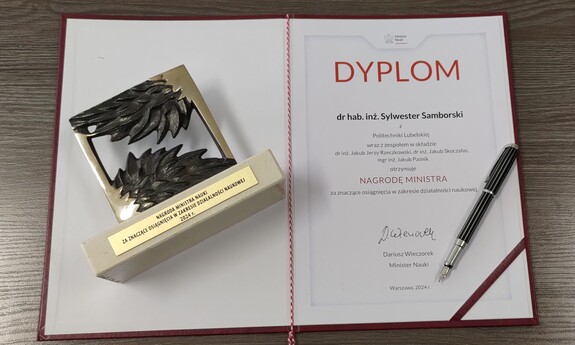 NAGRODA MINISTRA NAUKI
ZA ZNACZĄCE OSIĄGNIĘCIA W ZAKRESIE DZIAŁALNOŚCI NAUKOWEJ
2024 r.
Minister
Nauki
DYPLOM
dr hab. inż. Sylwester Samborski
z
Politechniki Lubelskiej
wraz z zespołem w składzie:
dr inż. Jakub Jerzy Rzeczkowski, dr inż. Jakub Skoczylas,
mgr inż. Jakub Paśnik
otrzymuje
NAGRODĘ MINISTRA
za znaczące osiągnięcia w zakresie działalności naukowej,
Dariusz Wieczorek
Minister Nauki
Warszawa, 2024 r.